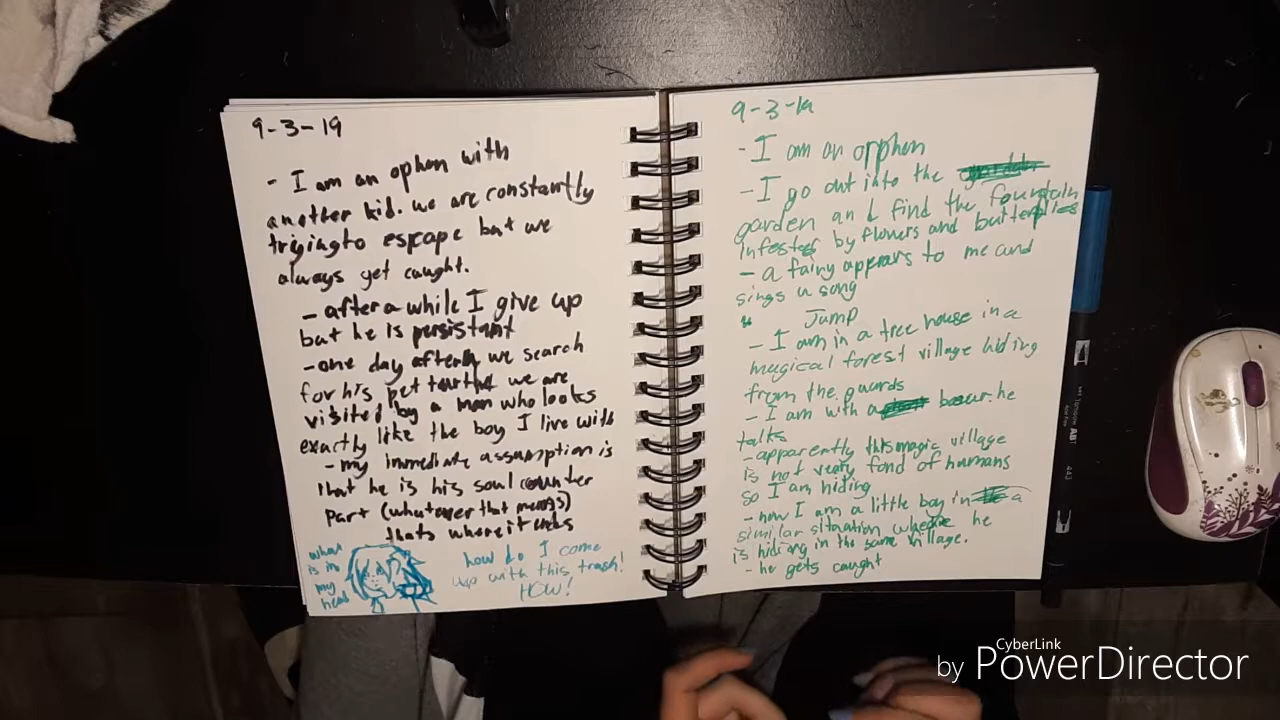 9-3-19
- I am an ophen with
another kid. we are constantly
trigingto escope but we
always get caught.
- after a while I give up
but he is persistant
- one day after we search
for his pet we are
visited by a man who looks
exactly like the boy I live with
- my immediate assumption is
that he is his soul counter
part (whatever that means)
thats where it ends
what
is in
my
head
how do I come
up with this trash!
HOW!
9-3-19
- I am an orphen
- I go out into the
garden and find the fountain
infested by flowers and butterflies
- a fairy appears to me and
sings a song
Jump
- I am in a tree house in a
magical forest village hiding
from the guards
- I am with a he
talks
- apparently this magic village
is not veary fond of humans
so I am hiding
- now I am a little boy in a
similar situation where he
is hiding in the same village.
- he gets caught
CyberLink
by PowerDirector